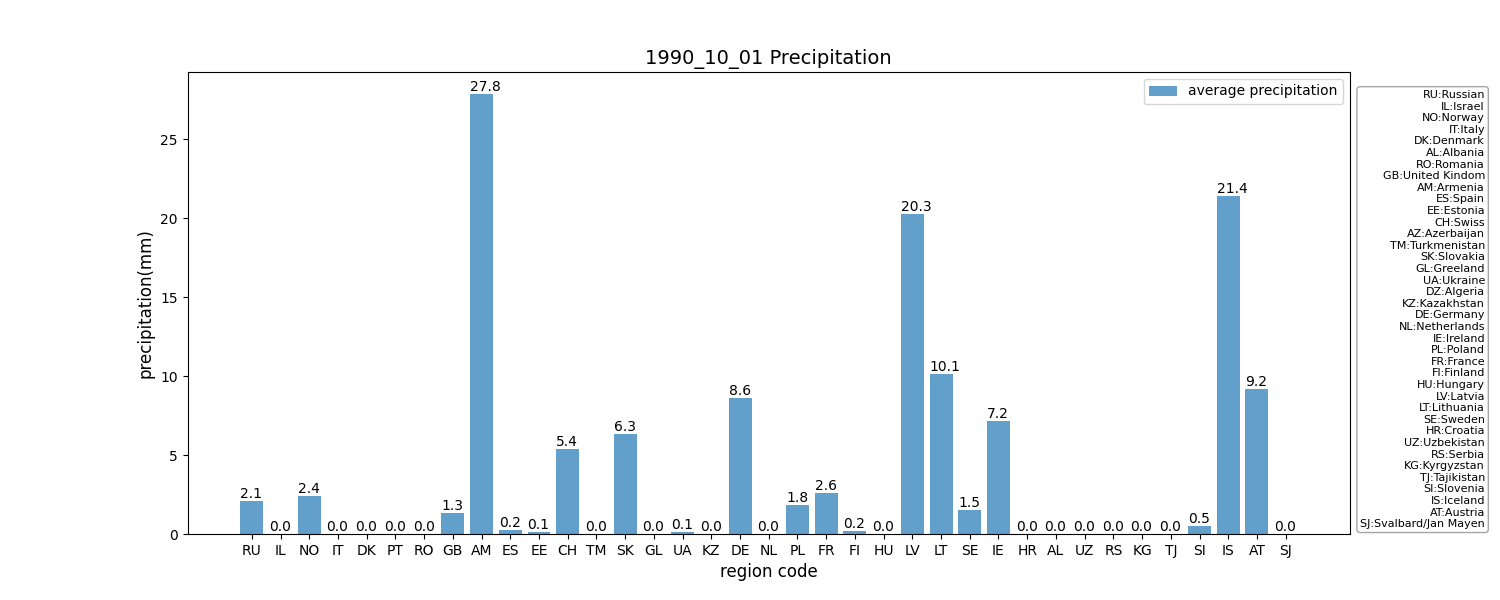 1990_10_01 Precipitation
average precipitation
precipitation(mm)
25
20
15
10
5
0
2.1 0.0 2.4 0.0 0.0 0.0 0.0 1.3 27.8 0.2 0.1 5.4 0.0 6.3 0.0 0.1 0.0 8.6 0.0 1.8 2.6 0.2 0.0 20.3 10.1 1.5 7.2 0.0 0.0 0.0 0.0 0.0 0.0 0.5 21.4 9.2 0.0
RU IL NO IT DK PT RO GB AM ES EE CH TM SK GL UA KZ DE NL PL FR FI HU LV LT SE IE HR AL UZ RS KG TJ SI IS AT SJ
region code
RU:Russian
IL:Israel
NO:Norway
IT:Italy
DK:Denmark
AL:Albania
RO:Romania
GB:United Kindom
AM:Armenia
ES:Spain
EE:Estonia
CH:Swiss
AZ:Azerbaijan
TM:Turkmenistan
SK:Slovakia
GL:Greeland
UA:Ukraine
DZ:Algeria
KZ:Kazakhstan
DE:Germany
NL:Netherlands
IE:Ireland
PL:Poland
FR:France
FI:Finland
HU:Hungary
LV:Latvia
LT:Lithuania
SE:Sweden
HR:Croatia
UZ:Uzbekistan
RS:Serbia
KG:Kyrgyzstan
TJ:Tajikistan
SI:Slovenia
IS:Iceland
AT:Austria
SJ:Svalbard/Jan Mayen